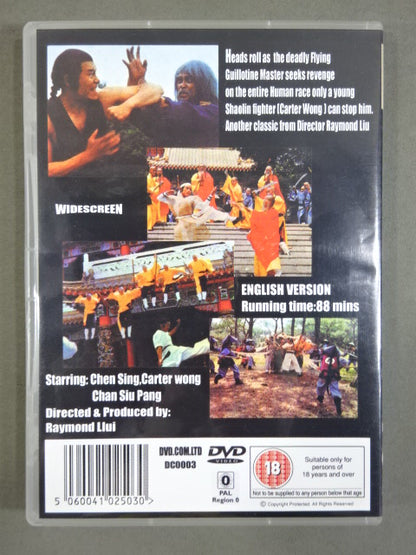 Heads roll as the deadly Flying
Guillotine Master seeks revenge
on the entire Human race only a young
Shaolin fighter (Carter Wong ) can stop him.
Another classic from Director Raymond Liu
WIDESCREEN
ENGLISH VERSION
Running time:88 mins
Starring: Chen Sing,Carter wong
Chan Siu Pang
Directed & Produced by:
Raymond LIui
DVD.COM.LTD
DC0003
DVD
VIDEO
0
PAL
Region 0
18
Suitable only for
persons of
18 years and over
Not to be supplied to any person below that age
© Copyright Protected. All Rights Reserved
5 060041 025030 >